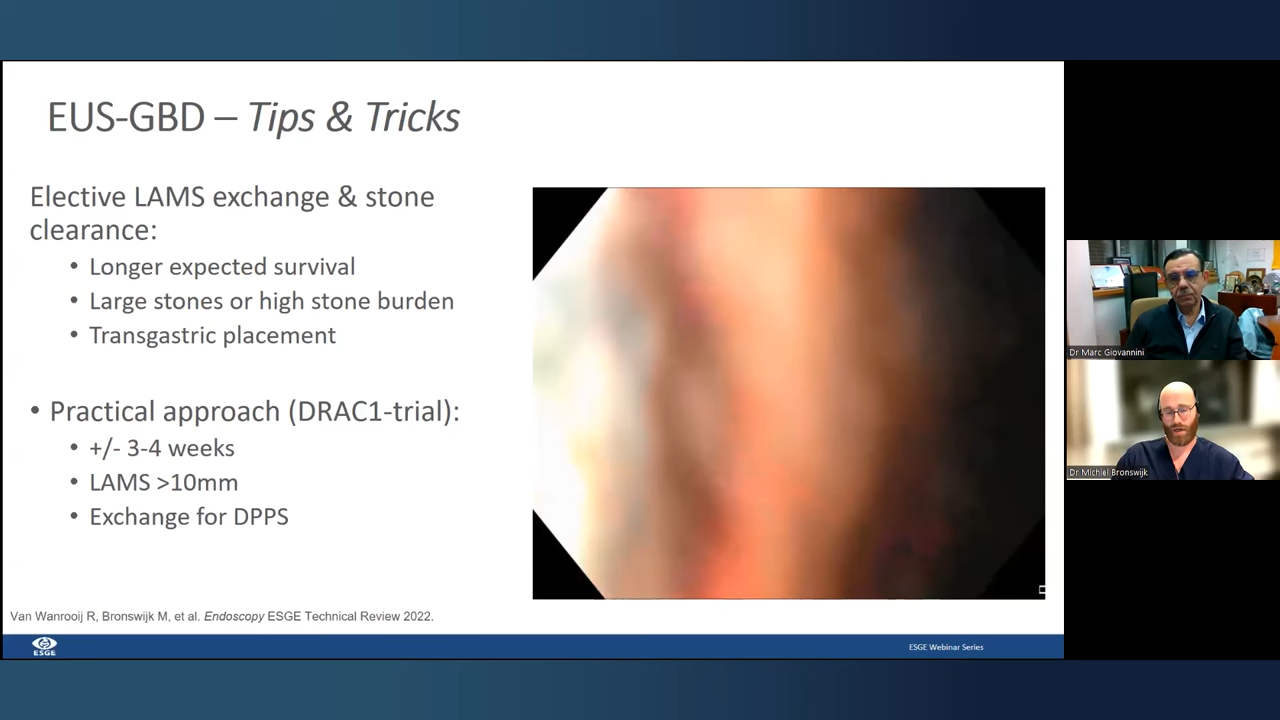 EUS-GBD – Tips & Tricks
Elective LAMS exchange & stone
clearance:
• Longer expected survival
• Large stones or high stone burden
• Transgastric placement
• Practical approach (DRAC1-trial):
• +/- 3-4 weeks
• LAMS >10mm
• Exchange for DPPS
Van Wanrooij R, Bronswijk M, et al. Endoscopy ESGE Technical Review 2022.
ESGE
ESGE Webinar Series
Dr Marc Giovannini
Dr Michiel Bronswijk